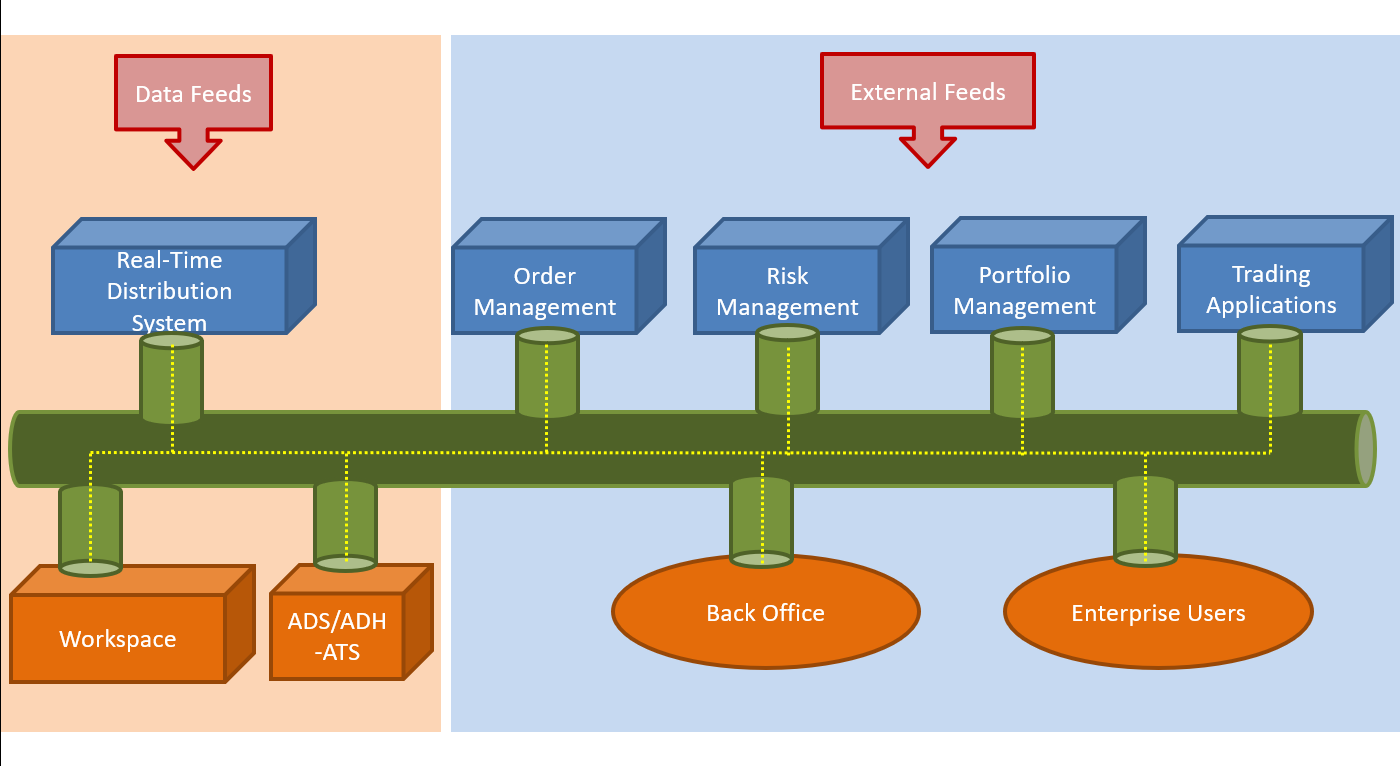 Data Feeds
External Feeds
Real-Time
Distribution
System
Order
Management
Risk
Management
Portfolio
Management
Trading
Applications
Workspace
ADS/ADH
-ATS
Back Office
Enterprise Users